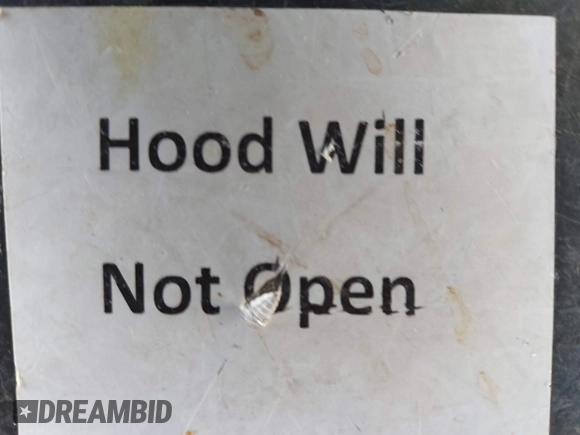 Hood Will
Not Open
DREAMBID